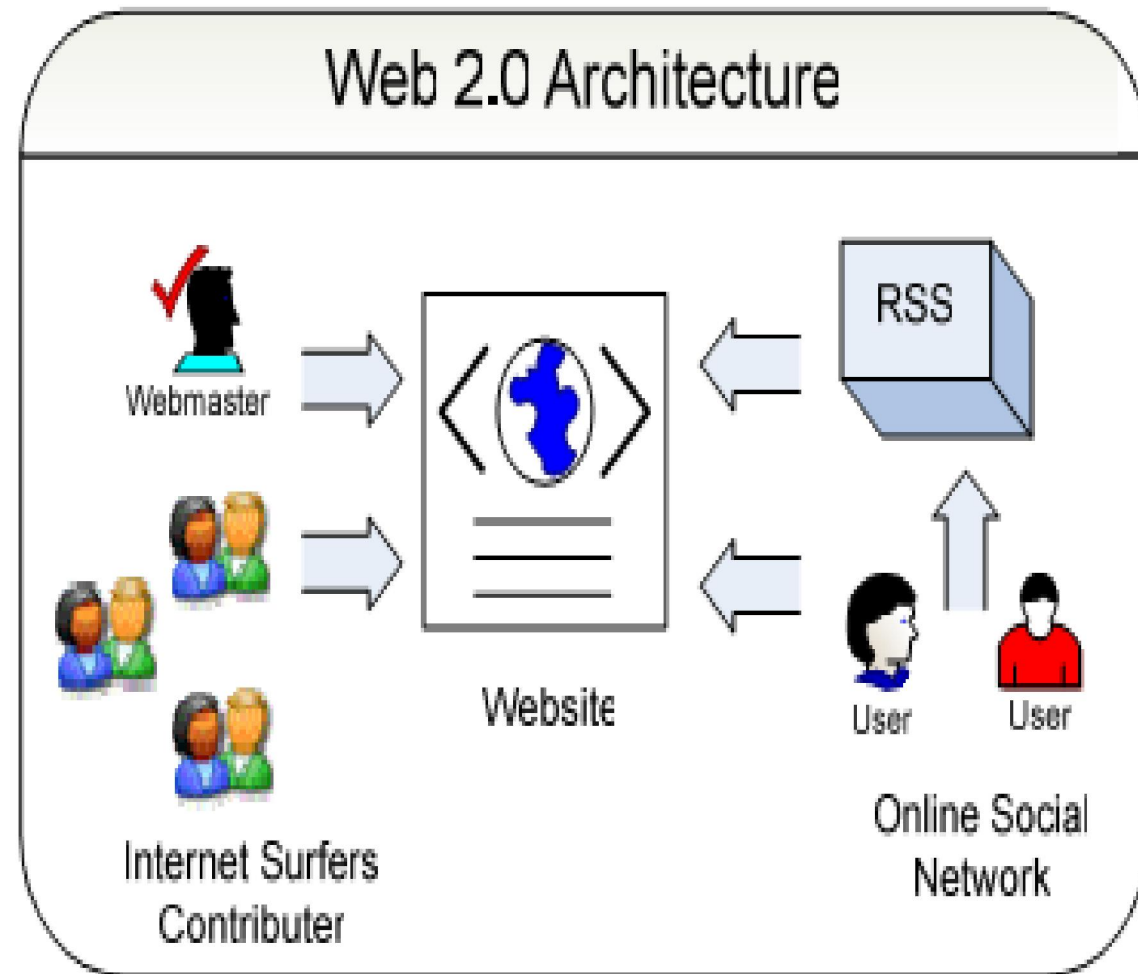 Web 2.0 Architecture
Webmaster
RSS
Website
User
User
Internet Surfers
Contributer
Online Social
Network